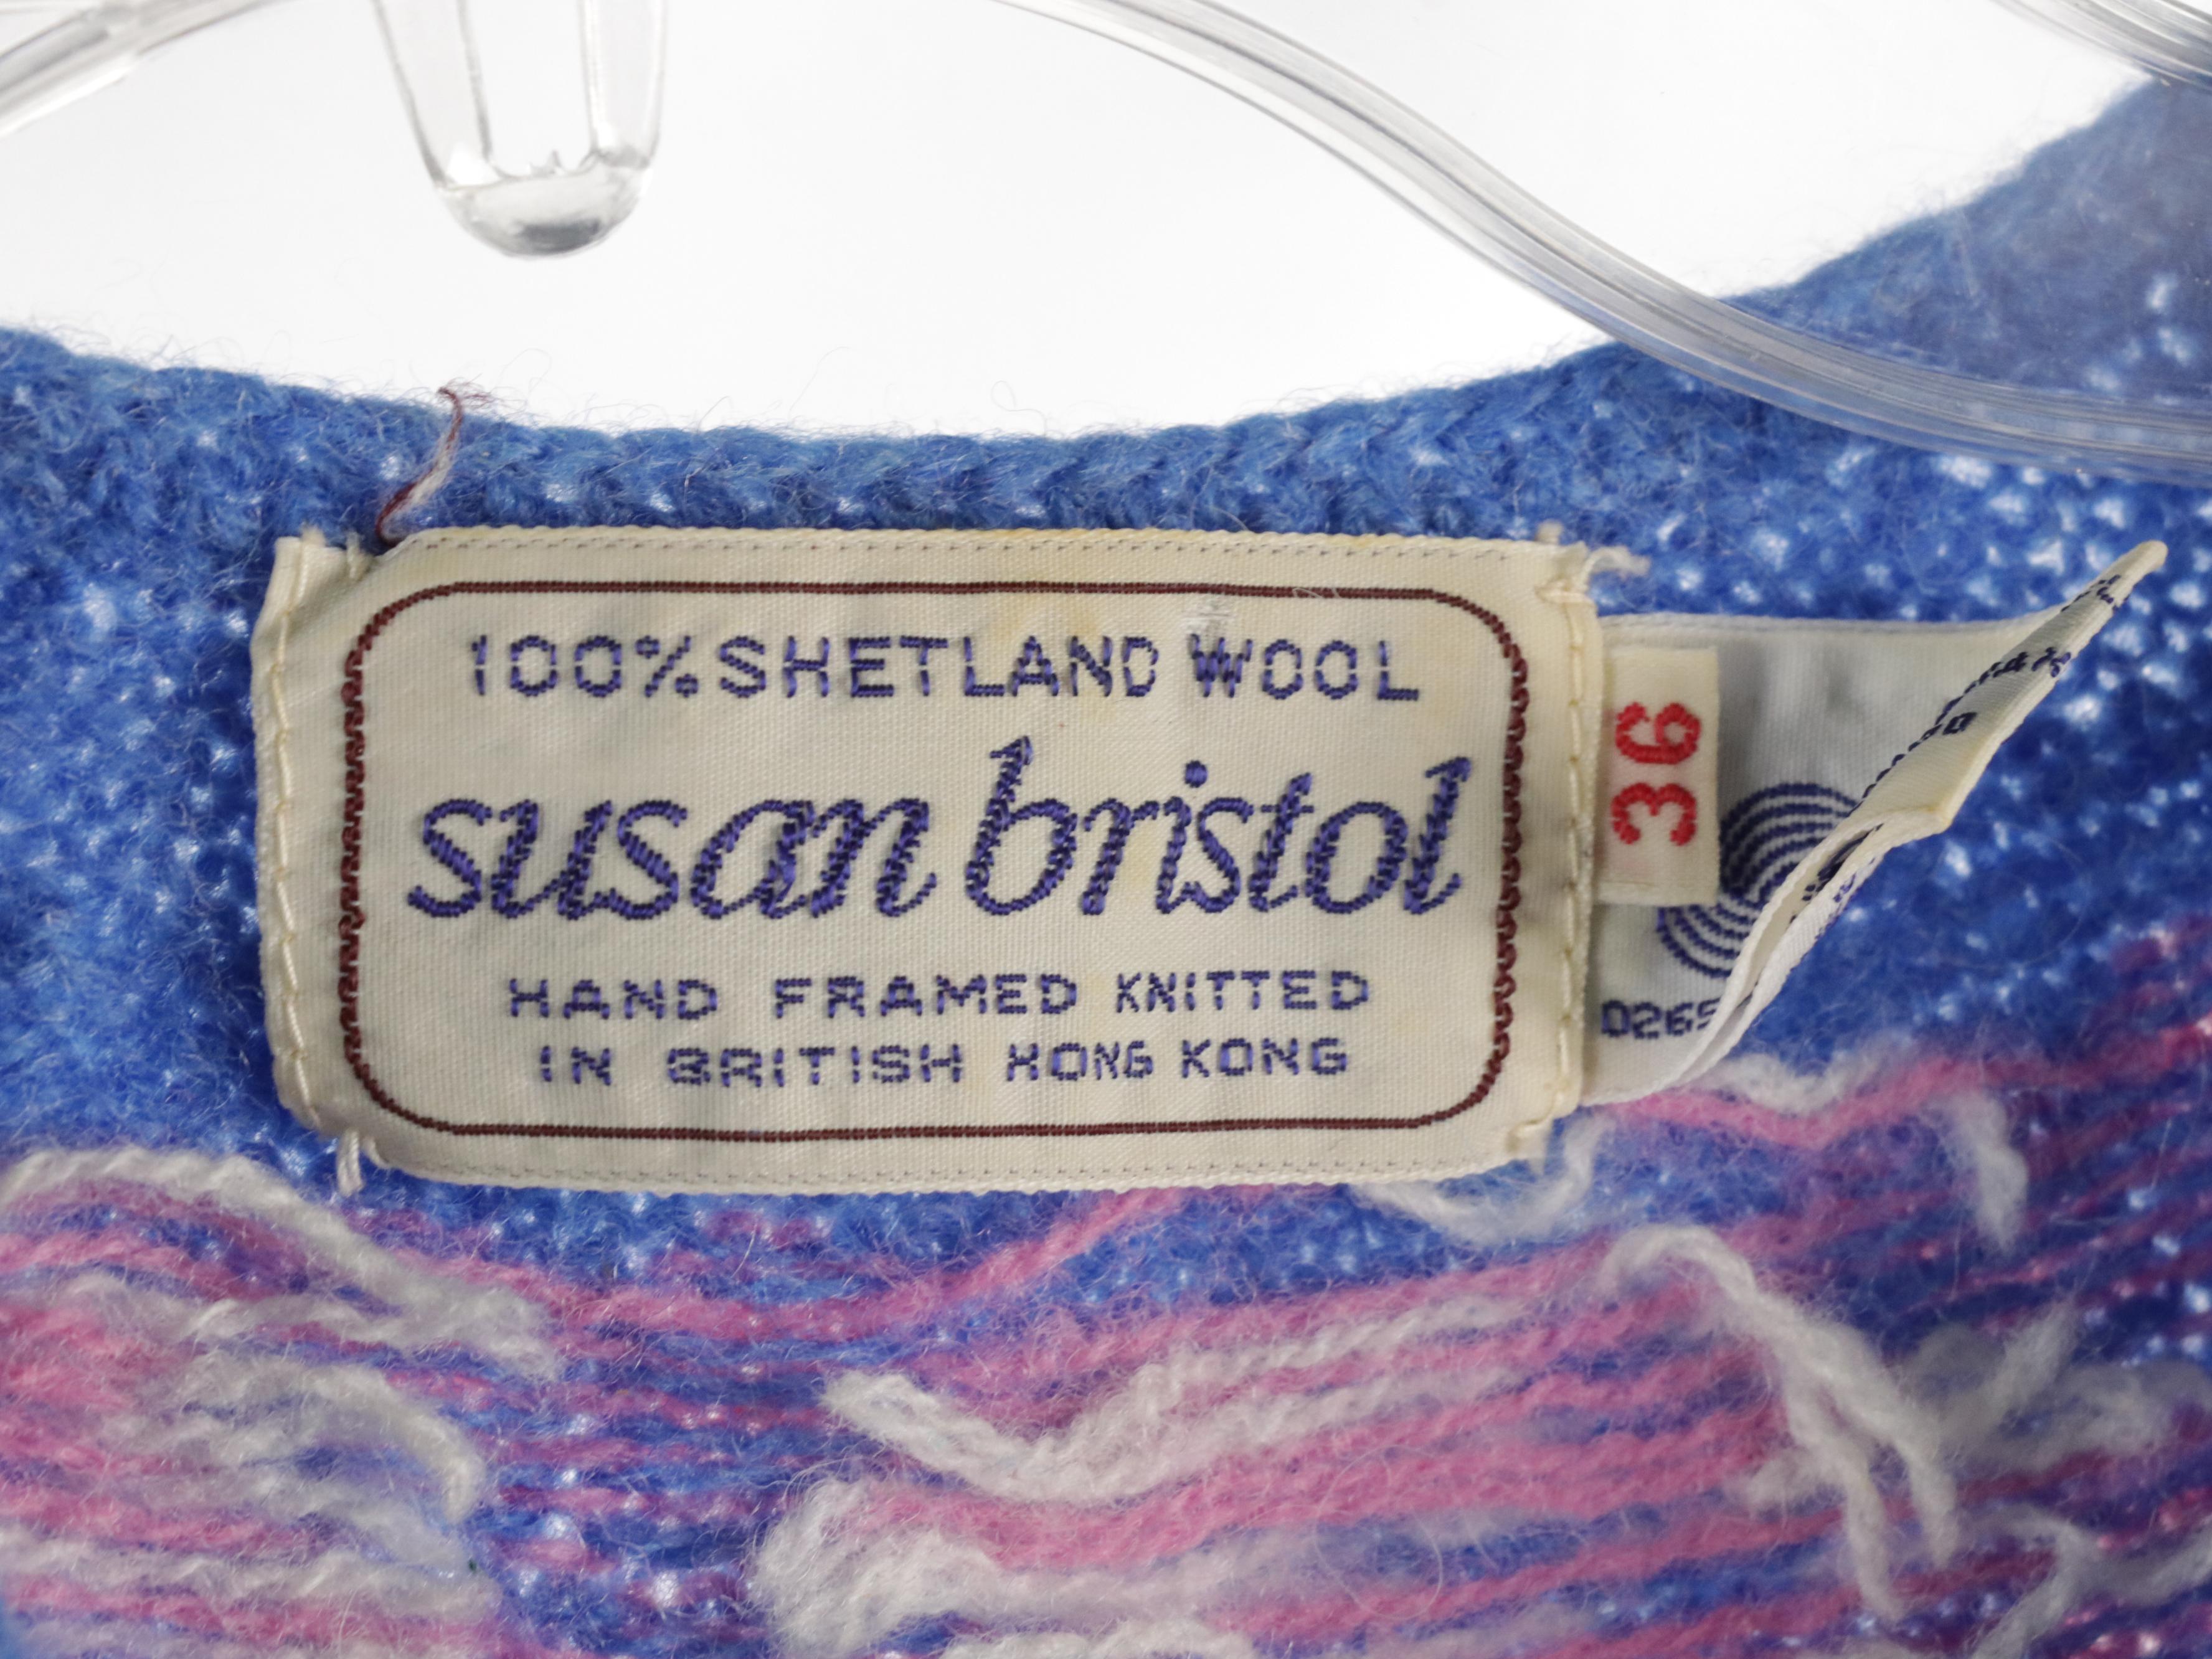 100% SHETLAND WOOL
susan bristol
HAND FRAMED KNITTED
IN BRITISH HONG KONG
36
0265